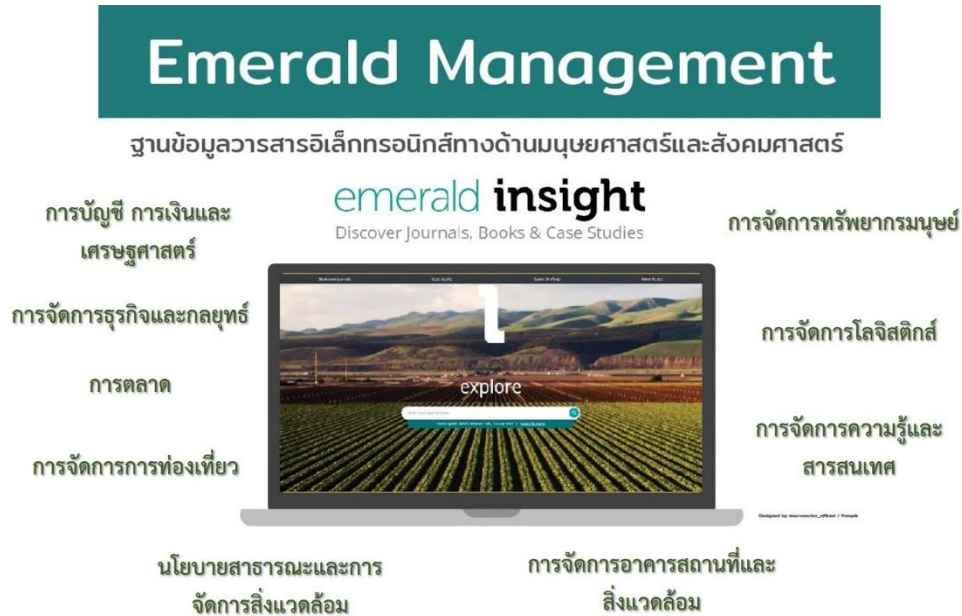 Emerald Management
ฐานข้อมูลวารสารอิเล็กทรอนิกส์ทางด้านมนุษยศาสตร์และสังคมศาสตร์
emerald insight
Discover Journals, Books & Case Studies
การบัญชี การเงินและ
เศรษฐศาสตร์
การจัดการธุรกิจและกลยุทธ์
การตลาด
การจัดการการท่องเที่ยว
explore
การจัดการทรัพยากรมนุษย์
การจัดการโลจิสติกส์
การจัดการความรู้และ
สารสนเทศ
Designed by macrovector_official / Freepik
นโยบายสาธารณะและการ
จัดการสิ่งแวดล้อม
การจัดการอาคารสถานที่และ
สิ่งแวดล้อม